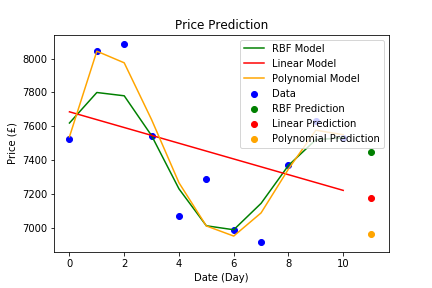 Price Prediction
8000
7800
7600
7400
7200
7000
Price (£)
0
2
4
6
8
10
Date (Day)
RBF Model
Linear Model
Polynomial Model
Data
RBF Prediction
Linear Prediction
Polynomial Prediction